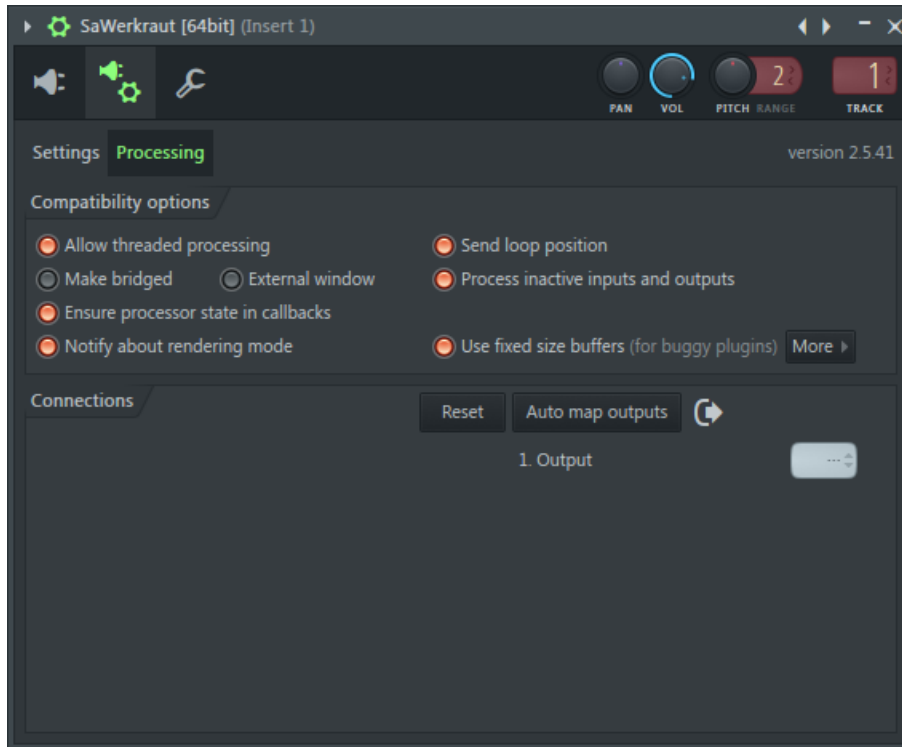 SaWerkraut [64bit] (Insert 1)
2
1
PAN VOL PITCH RANGE TRACK
Settings Processing version 2.5.41
Compatibility options
Allow threaded processing Send loop position
Make bridged External window Process inactive inputs and outputs
Ensure processor state in callbacks
Notify about rendering mode Use fixed size buffers (for buggy plugins) More
Connections Reset Auto map outputs
1. Output ---